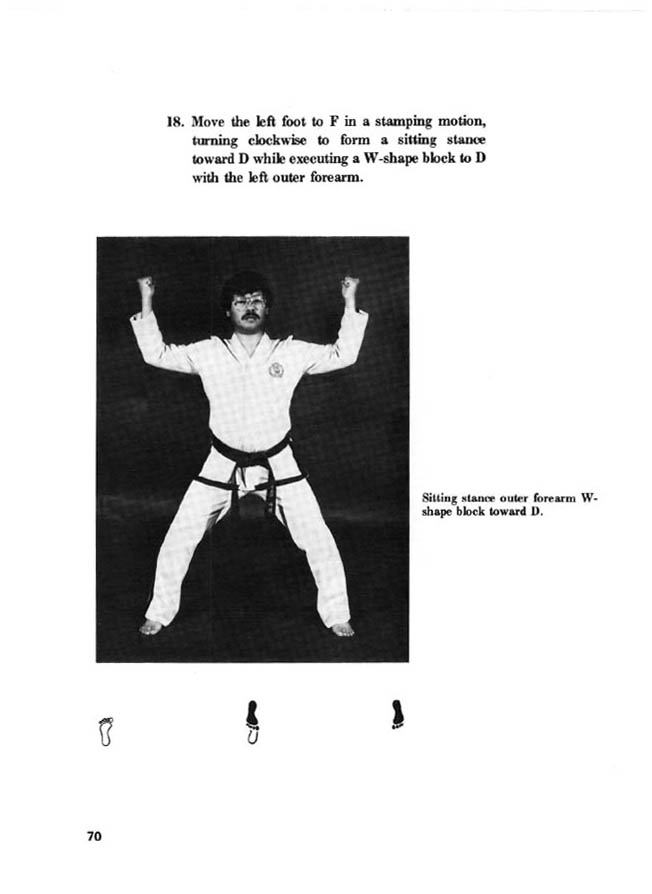 18. Move the left foot to F in a stamping motion,
turning clockwise to form a sitting stance
toward D while executing a W-shape block to D
with the left outer forearm.
Sitting stance outer forearm W-
shape block toward D.
70